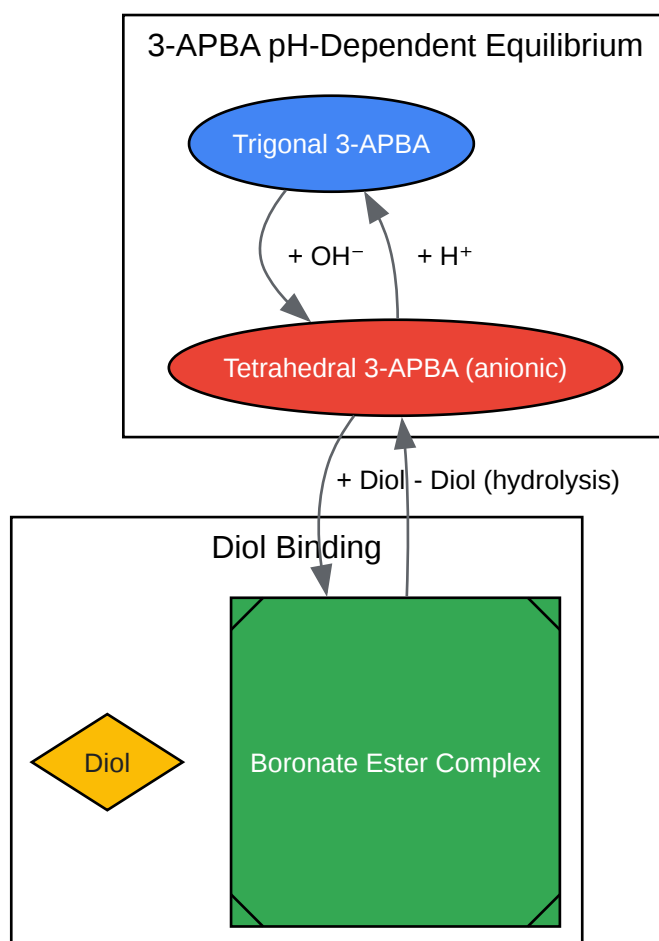 3-APBA pH-Dependent Equilibrium
Trigonal 3-APBA
+ OH⁻
+ H⁺
Tetrahedral 3-APBA (anionic)
+ Diol
- Diol (hydrolysis)
Diol Binding
Diol
Boronate Ester Complex